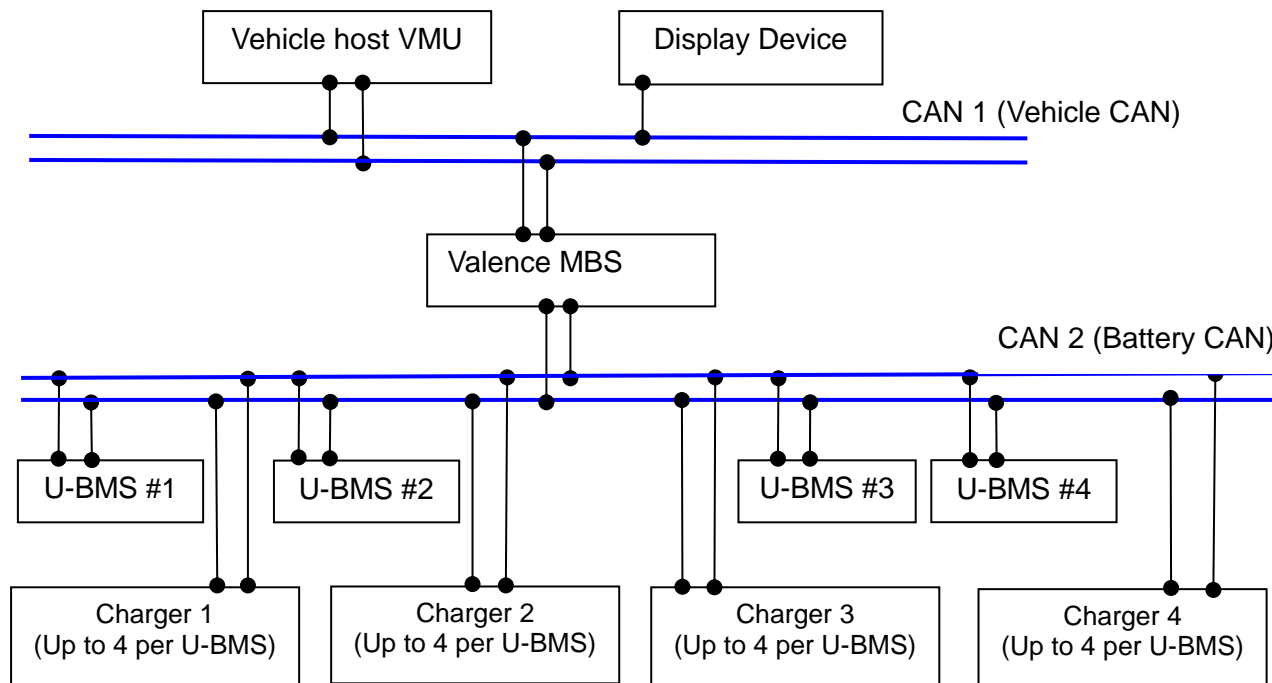 Vehicle host VMU
Display Device
CAN 1 (Vehicle CAN)
Valence MBS
CAN 2 (Battery CAN)
U-BMS #1
U-BMS #2
U-BMS #3
U-BMS #4
Charger 1
(Up to 4 per U-BMS)
Charger 2
(Up to 4 per U-BMS)
Charger 3
(Up to 4 per U-BMS)
Charger 4
(Up to 4 per U-BMS)